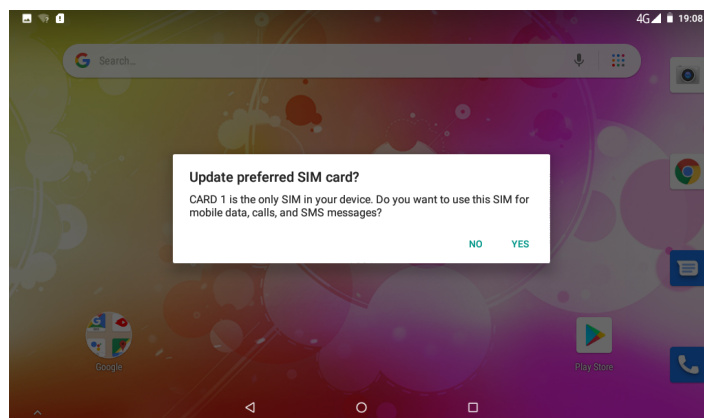 4G 19:08
Search...
Update preferred SIM card?
CARD 1 is the only SIM in your device. Do you want to use this SIM for
mobile data, calls, and SMS messages?
NO YES
Google Play Store